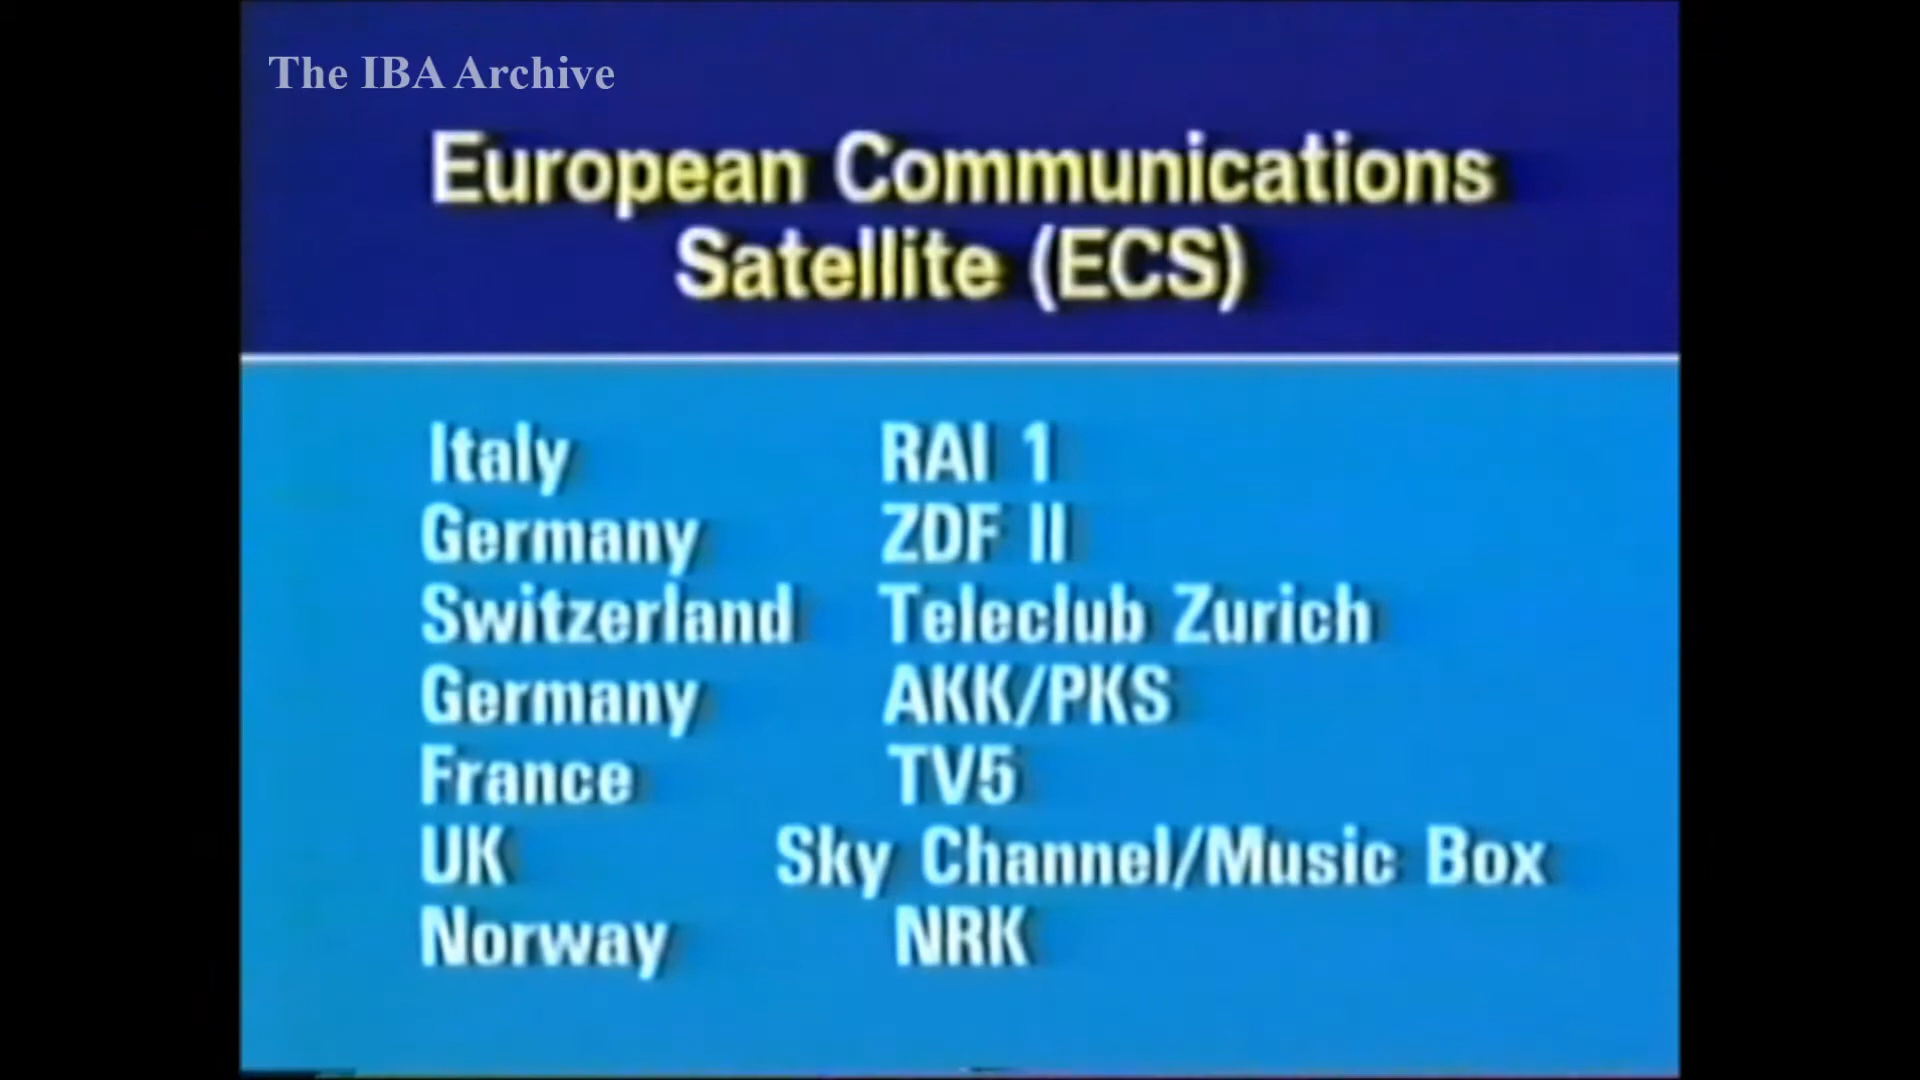 The IBA Archive
European Communications
Satellite (ECS)
Italy RAI 1
Germany ZDF II
Switzerland Teleclub Zurich
Germany AKK/PKS
France TV5
UK Sky Channel/Music Box
Norway NRK